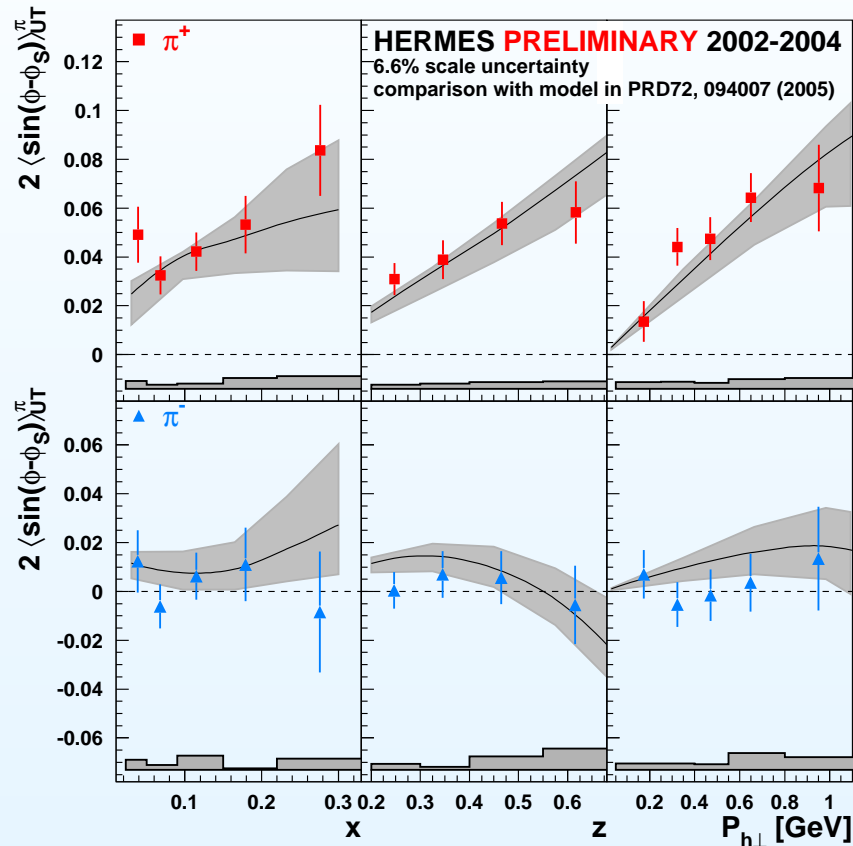 2 ⟨sin(ϕ-ϕS)⟩πUT
π+
HERMES PRELIMINARY 2002-2004
6.6% scale uncertainty
comparison with model in PRD72, 094007 (2005)
0.12
0.1
0.08
0.06
0.04
0.02
0
2 ⟨sin(ϕ-ϕS)⟩πUT
π-
0.06
0.04
0.02
0
-0.02
-0.04
-0.06
0.1 0.2 0.3 0.2 0.3 0.4 0.5 0.6 0.2 0.4 0.6 0.8 1
x z Ph⊥ [GeV]